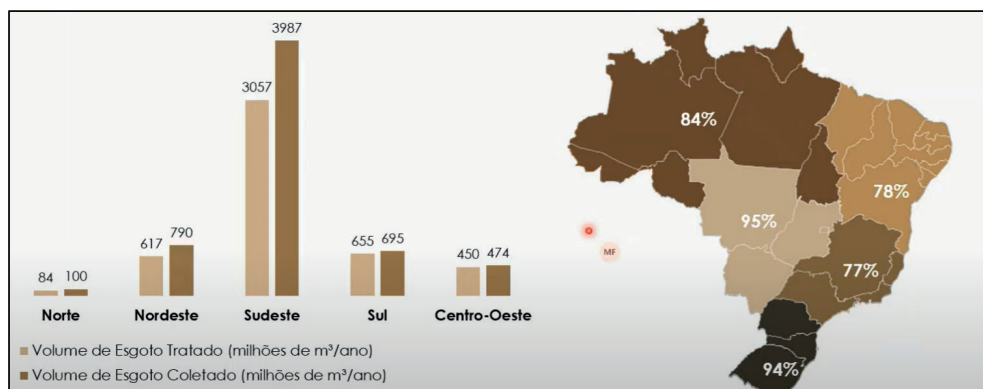 3987
3057
617 790
655 695
450 474
84 100
Norte Nordeste Sudeste Sul Centro-Oeste
Volume de Esgoto Tratado (milhões de m³/ano)
Volume de Esgoto Coletado (milhões de m³/ano)
84%
78%
95%
77%
94%
MF